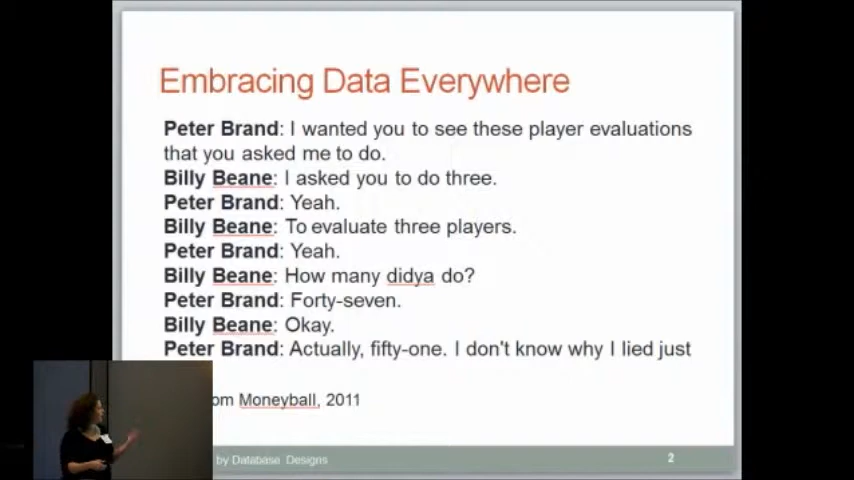 Embracing Data Everywhere
Peter Brand: I wanted you to see these player evaluations
that you asked me to do.
Billy Beane: I asked you to do three.
Peter Brand: Yeah.
Billy Beane: To evaluate three players.
Peter Brand: Yeah.
Billy Beane: How many didya do?
Peter Brand: Forty-seven.
Billy Beane: Okay.
Peter Brand: Actually, fifty-one. I don't know why I lied just
om Moneyball, 2011
by Database Designs
2